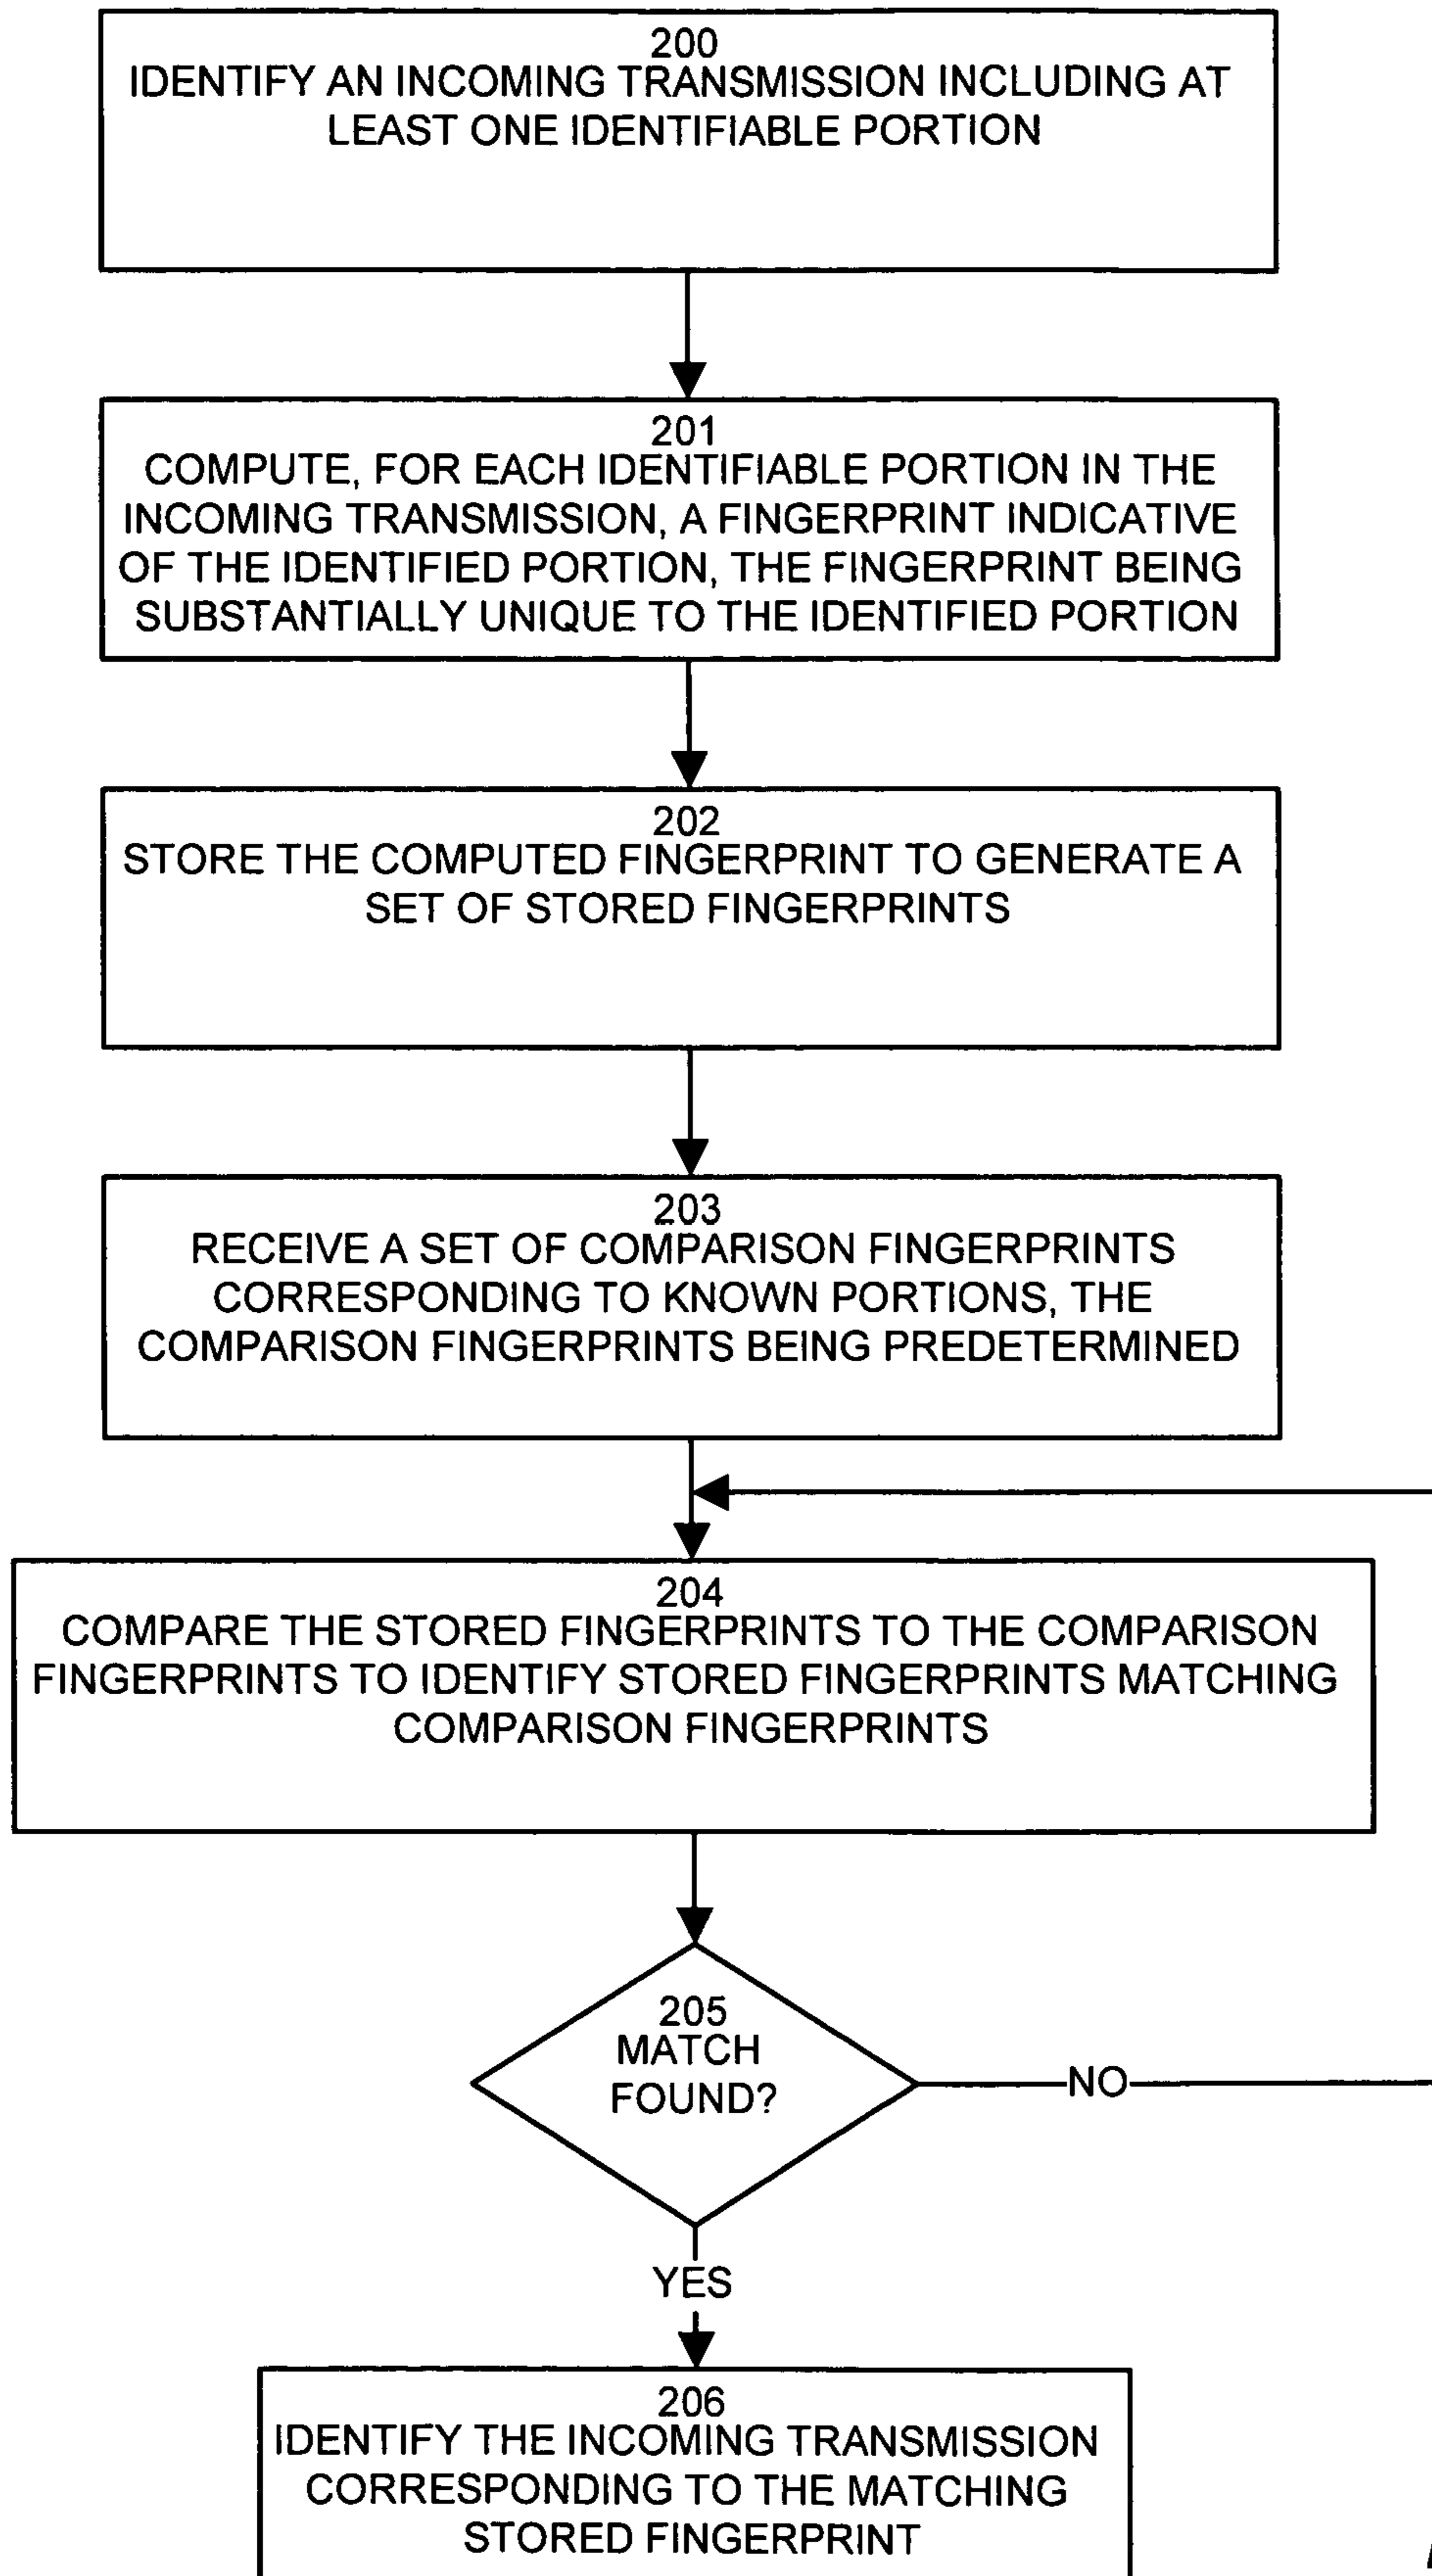 200
IDENTIFY AN INCOMING TRANSMISSION INCLUDING AT
LEAST ONE IDENTIFIABLE PORTION
201
COMPUTE, FOR EACH IDENTIFIABLE PORTION IN THE
INCOMING TRANSMISSION, A FINGERPRINT INDICATIVE
OF THE IDENTIFIED PORTION, THE FINGERPRINT BEING
SUBSTANTIALLY UNIQUE TO THE IDENTIFIED PORTION
202
STORE THE COMPUTED FINGERPRINT TO GENERATE A
SET OF STORED FINGERPRINTS
203
RECEIVE A SET OF COMPARISON FINGERPRINTS
CORRESPONDING TO KNOWN PORTIONS, THE
COMPARISON FINGERPRINTS BEING PREDETERMINED
204
COMPARE THE STORED FINGERPRINTS TO THE COMPARISON
FINGERPRINTS TO IDENTIFY STORED FINGERPRINTS MATCHING
COMPARISON FINGERPRINTS
205
MATCH
FOUND?
NO
YES
206
IDENTIFY THE INCOMING TRANSMISSION
CORRESPONDING TO THE MATCHING
STORED FINGERPRINT